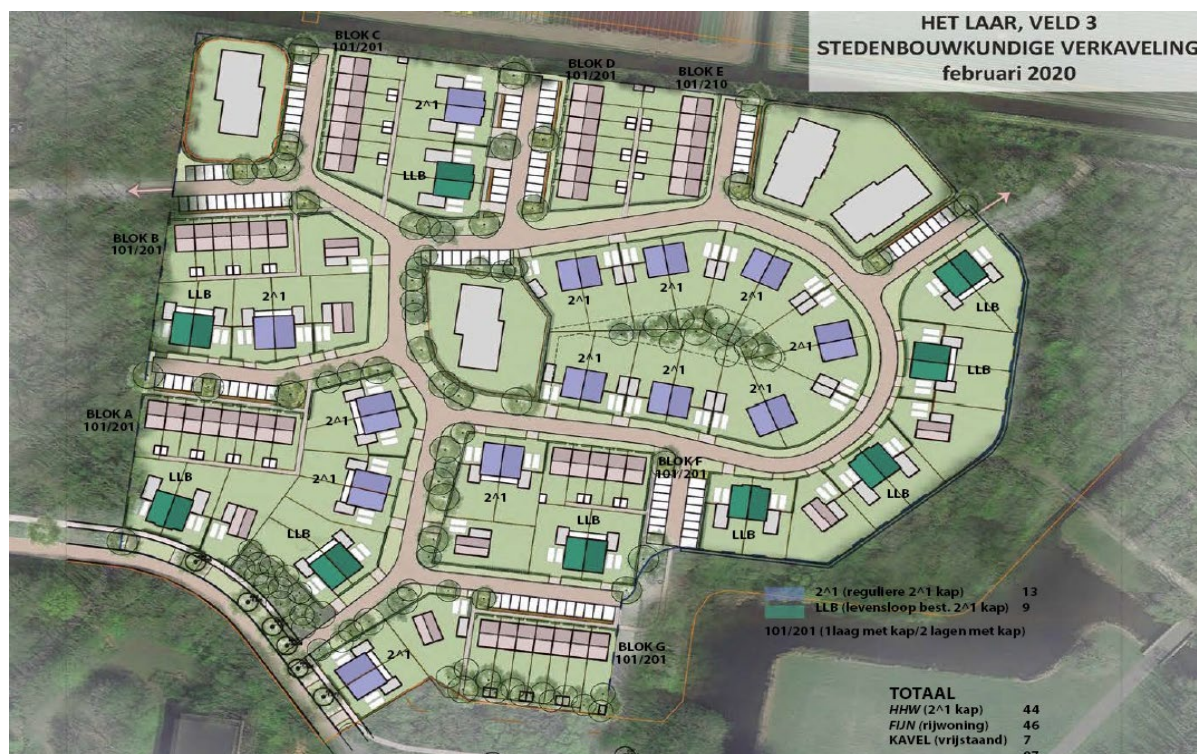 HET LAAR, VELD 3
STEDENBOUWKUNDIGE VERKAVELING
februari 2020
BLOK C
101/201
BLOK D
101/201
BLOK E
101/210
2^1
LLB
BLOK B
101/201
LLB
2^1
2^1
2^1
2^1
2^1
2^1
2^1
2^1
LLB
LLB
LLB
LLB
BLOK A
101/201
2^1
2^1
LLB
LLB
2^1
BLOK F
101/201
LLB
2^1
BLOK G
101/201
2^1 (reguliere 2^1 kap) 13
LLB (levensloop best. 2^1 kap) 9
101/201 (1laag met kap/2 lagen met kap)
TOTAAL
HHW (2^1 kap) 44
FIJN (rijwoning) 46
KAVEL (vrijstaand) 7